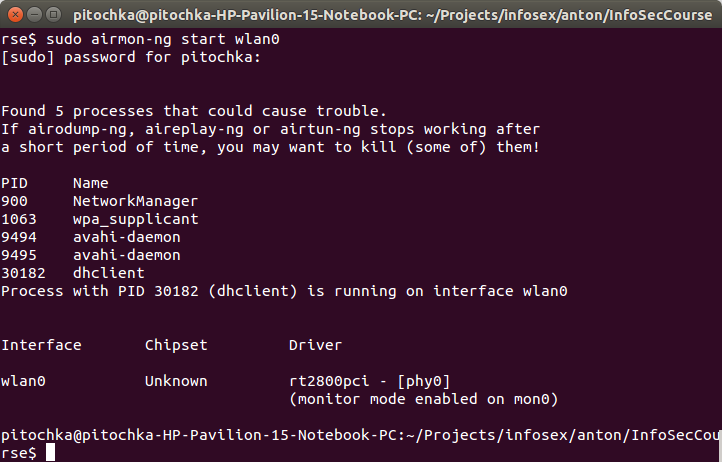 pitochka@pitochka-HP-Pavilion-15-Notebook-PC: ~/Projects/infosex/anton/InfoSecCourse
rse$ sudo airmon-ng start wlan0
[sudo] password for pitochka:
Found 5 processes that could cause trouble.
If airodump-ng, aireplay-ng or airtun-ng stops working after
a short period of time, you may want to kill (some of) them!
PID     Name
900     NetworkManager
1063    wpa_supplicant
9494    avahi-daemon
9495    avahi-daemon
30182   dhclient
Process with PID 30182 (dhclient) is running on interface wlan0
Interface       Chipset         Driver
wlan0           Unknown         rt2800pci - [phy0]
                                (monitor mode enabled on mon0)
pitochka@pitochka-HP-Pavilion-15-Notebook-PC:~/Projects/infosex/anton/InfoSecCou
rse$